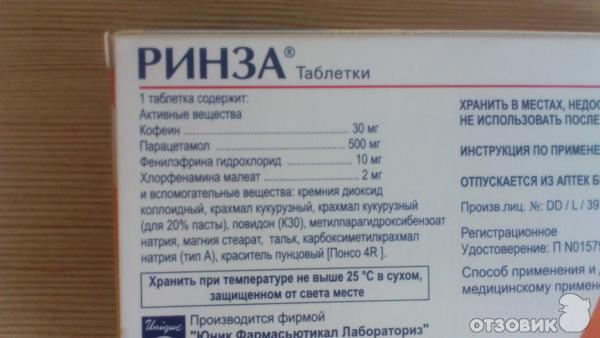 РИНЗА® Таблетки
1 таблетка содержит:
Активные вещества
Кофеин ........................................ 30 мг
Парацетамол ........................................ 500 мг
Фенилэфрина гидрохлорид ................ 10 мг
Хлорфенамина малеат ........................ 2 мг
и вспомогательные вещества: кремния диоксид
коллоидный, крахмал кукурузный, крахмал кукурузный
(для 20% пасты), повидон (К30), метилпарагидроксибензоат
натрия, магния стеарат, тальк, карбоксиметилкрахмал
натрия (тип А), краситель пунцовый [Понсо 4R ].
Хранить при температуре не выше 25 °С в сухом,
защищенном от света месте
Unique
Производится фирмой
"Юник Фармасьютикал Лабораториз"
ХРАНИТЬ В МЕСТАХ, НЕДОС
НЕ ИСПОЛЬЗОВАТЬ ПОСЛЕ
ИНСТРУКЦИЯ ПО ПРИМЕНЕ
ОТПУСКАЕТСЯ ИЗ АПТЕК Б
Произв.лиц. №: DD / L / 39
Регистрационное
Удостоверение: П N01579
Способ применения и
медицинскому примене
ОТЗОВИК